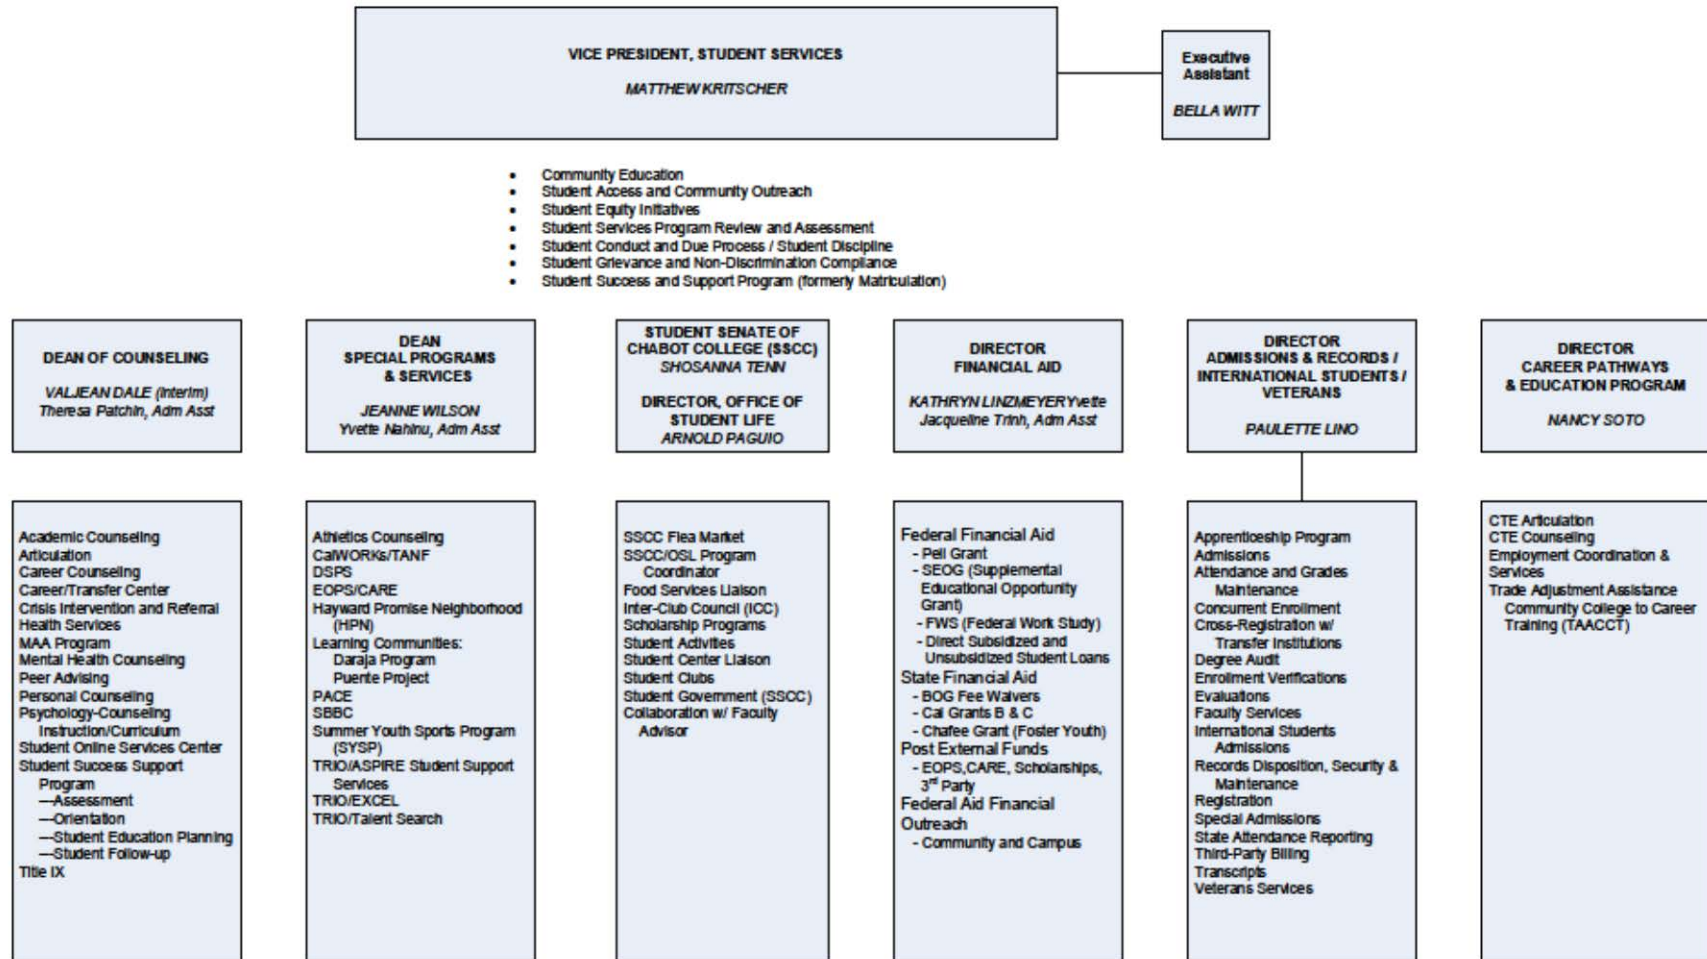 VICE PRESIDENT, STUDENT SERVICES
MATTHEW KRITSCHER
Executive
Assistant
BELLA WITT
• Community Education
• Student Access and Community Outreach
• Student Equity Initiatives
• Student Services Program Review and Assessment
• Student Conduct and Due Process / Student Discipline
• Student Grievance and Non-Discrimination Compliance
• Student Success and Support Program (formerly Matriculation)
DEAN OF COUNSELING
VALJEAN DALE (Interim)
Theresa Patchin, Adm Asst
DEAN
SPECIAL PROGRAMS
& SERVICES
JEANNE WILSON
Yvette Nahinu, Adm Asst
STUDENT SENATE OF
CHABOT COLLEGE (SSCC)
SHOSANNA TENN
DIRECTOR, OFFICE OF
STUDENT LIFE
ARNOLD PAGUIO
DIRECTOR
FINANCIAL AID
KATHRYN LINZMEYERYvette
Jacqueline Trinh, Adm Asst
DIRECTOR
ADMISSIONS & RECORDS /
INTERNATIONAL STUDENTS /
VETERANS
PAULETTE LINO
DIRECTOR
CAREER PATHWAYS
& EDUCATION PROGRAM
NANCY SOTO
Academic Counseling
Articulation
Career Counseling
Career/Transfer Center
Crisis Intervention and Referral
Health Services
MAA Program
Mental Health Counseling
Peer Advising
Personal Counseling
Psychology-Counseling
Instruction/Curriculum
Student Online Services Center
Student Success Support
Program
---Assessment
---Orientation
---Student Education Planning
---Student Follow-up
Title IX
Athletics Counseling
CalWORKs/TANF
DSPS
EOPS/CARE
Hayward Promise Neighborhood
(HPN)
Learning Communities:
Daraja Program
Puente Project
PACE
SBBC
Summer Youth Sports Program
(SYSP)
TRIO/ASPIRE Student Support
Services
TRIO/EXCEL
TRIO/Talent Search
SSCC Flea Market
SSCC/OSL Program
Coordinator
Food Services Liaison
Inter-Club Council (ICC)
Scholarship Programs
Student Activities
Student Center Liaison
Student Clubs
Student Government (SSCC)
Collaboration w/ Faculty
Advisor
Federal Financial Aid
- Pell Grant
- SEOG (Supplemental
Educational Opportunity
Grant)
- FWS (Federal Work Study)
- Direct Subsidized and
Unsubsidized Student Loans
State Financial Aid
- BOG Fee Waivers
- Cal Grants B & C
- Chafee Grant (Foster Youth)
Post External Funds
- EOPS,CARE, Scholarships,
3rd Party
Federal Aid Financial
Outreach
- Community and Campus
Apprenticeship Program
Admissions
Attendance and Grades
Maintenance
Concurrent Enrollment
Cross-Registration w/
Transfer Institutions
Degree Audit
Enrollment Verifications
Evaluations
Faculty Services
International Students
Admissions
Records Disposition, Security &
Maintenance
Registration
Special Admissions
State Attendance Reporting
Third-Party Billing
Transcripts
Veterans Services
CTE Articulation
CTE Counseling
Employment Coordination &
Services
Trade Adjustment Assistance
Community College to Career
Training (TAACCT)